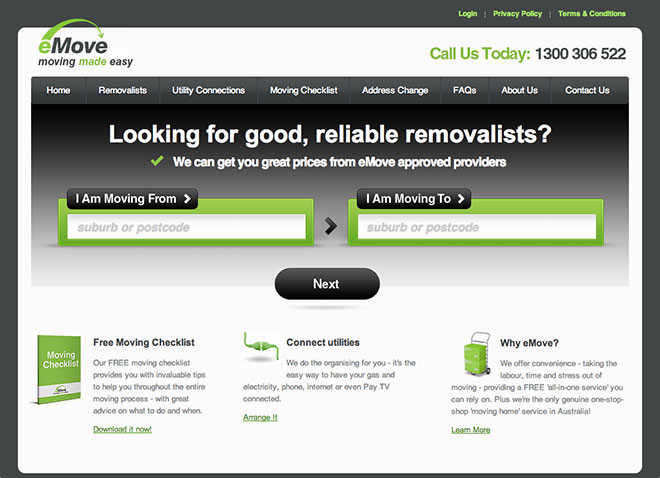 Login | Privacy Policy | Terms & Conditions
eMove
moving made easy
Call Us Today: 1300 306 522
Home Removalists Utility Connections Moving Checklist Address Change FAQs About Us Contact Us
Looking for good, reliable removalists?
We can get you great prices from eMove approved providers
I Am Moving From
suburb or postcode
I Am Moving To
suburb or postcode
Next
Moving
Checklist
eMove
Free Moving Checklist
Our FREE moving checklist
provides you with invaluable tips
to help you throughout the entire
moving process - with great
advice on what to do and when.
Download it now!
Connect utilities
We do the organising for you - it's the
easy way to have your gas and
electricity, phone, internet or even Pay TV
connected.
Arrange It
Why eMove?
We offer convenience - taking the
labour, time and stress out of
moving - providing a FREE 'all-in-one service' you
can rely on. Plus we're the only genuine one-stop-
shop 'moving home' service in Australia!
Learn More